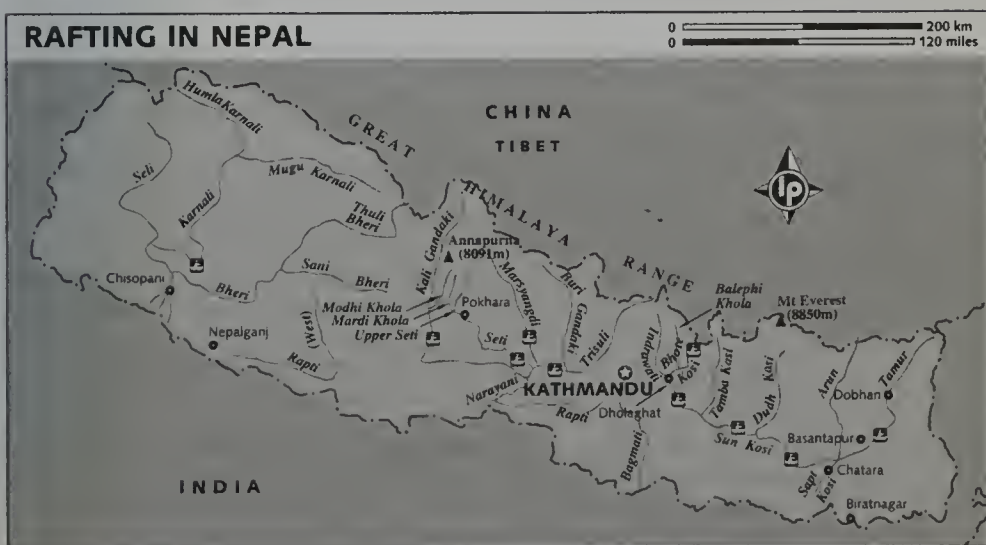 RAFTING IN NEPAL
0 200 km
0 120 miles
CHINA
TIBET
GREAT
HIMALAYA
RANGE
lp
Humla Karnali
Seli
Karnali
Mugu Karnali
Thuli
Bheri
Kali Gandaki
Annapurna
(8091m)
Marsyangdi
Buri
Gandaki
Balephi
Khola
Mt Everest
(8850m)
Chisopani
Bheri
Sani
Bheri
Modhi Khola
Mardi Khola
Upper Seti
Pokhara
Seti
Trisuli
Indrawati
Bhote
Kosi
Tamba Kosi
Dudh Kosi
Arun
Tamur
Nepalganj
(West)
Rapti
Narayani
KATHMANDU
Rapti
Dholaghat
Bagmati
Sun Kosi
Dobhan
Basantapur
Sapt
Kosi
Chatara
Biratnagar
INDIA